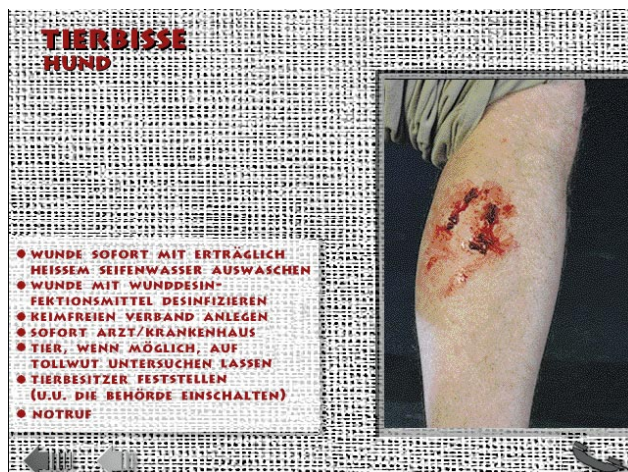 TIERBISSE
HUND
• WUNDE SOFORT MIT ERTRÄGLICH
HEISSEM SEIFENWASSER AUSWASCHEN
• WUNDE MIT WUNDDESIN-
FEKTIONSMITTEL DESINFIZIEREN
• KEIMFREIEN VERBAND ANLEGEN
• SOFORT ARZT/KRANKENHAUS
• TIER, WENN MÖGLICH, AUF
TOLLWUT UNTERSUCHEN LASSEN
• TIERBESITZER FESTSTELLEN
(U.U. DIE BEHÖRDE EINSCHALTEN)
• NOTRUF